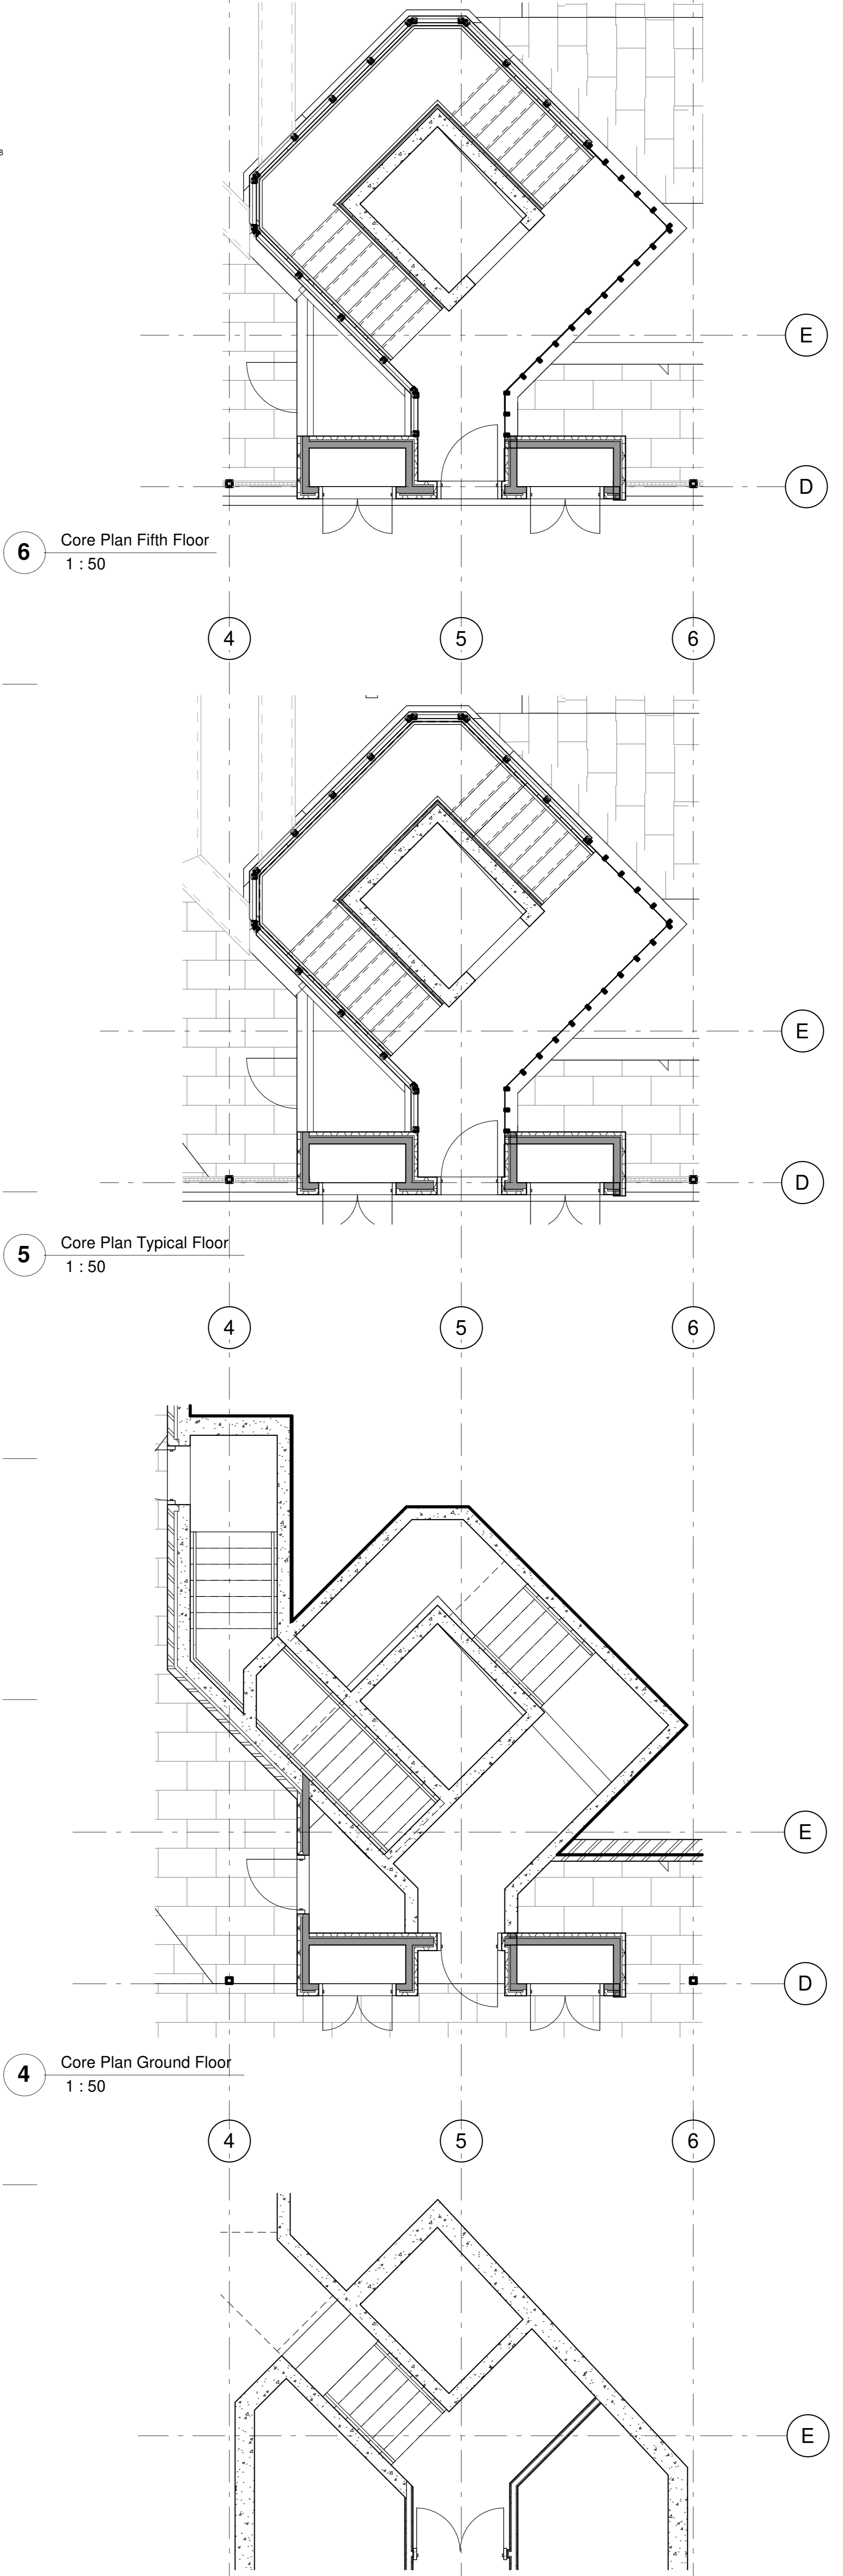 8
E
D
6 Core Plan Fifth Floor
1 : 50
4 5 6
E
D
5 Core Plan Typical Floor
1 : 50
4 5 6
E
D
4 Core Plan Ground Floor
1 : 50
4 5 6
E